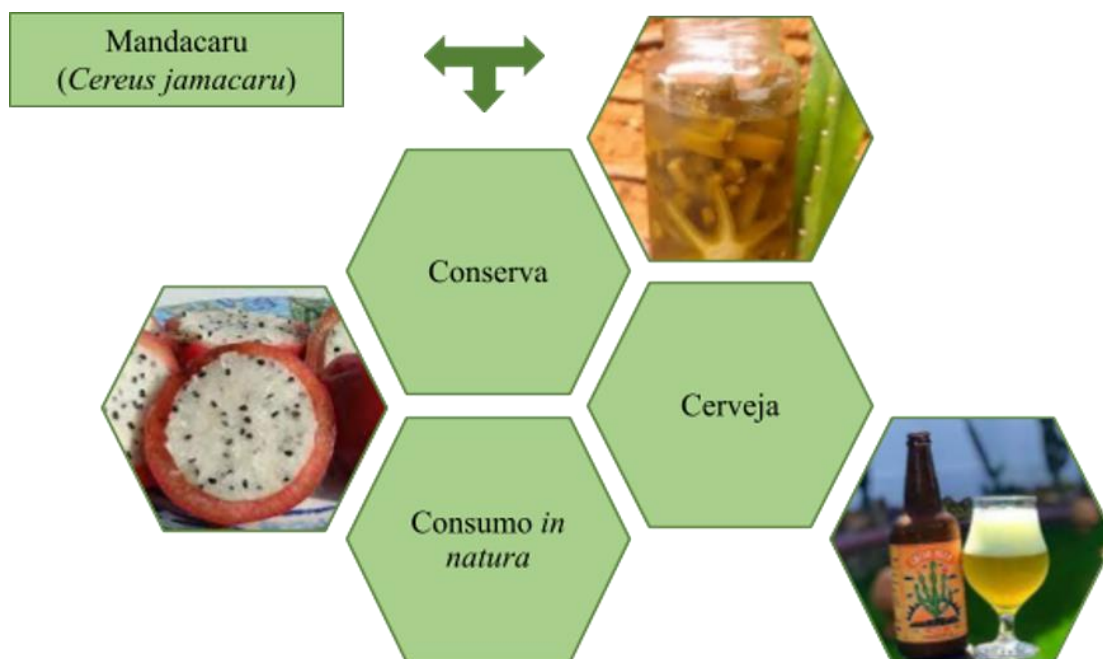 Mandacaru
(Cereus jamacaru)
Conserva
Cerveja
Consumo in
natura